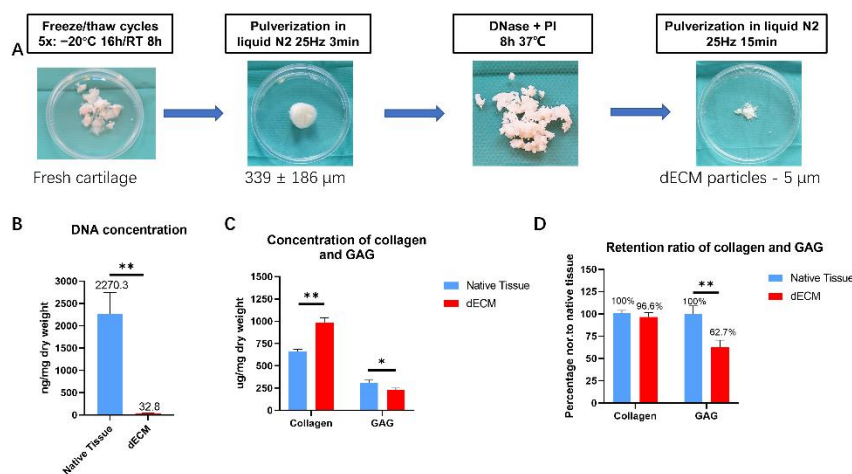 Freeze/thaw cycles
5x: −20°C 16h/RT 8h
Pulverization in
liquid N2 25Hz 3min
DNase + PI
8h 37℃
Pulverization in liquid N2
25Hz 15min
A
Fresh cartilage
339 ± 186 μm
dECM particles - 5 μm
B
DNA concentration
**
3000
2500
2000
1500
1000
500
0
2270.3
32.8
ng/mg dry weight
Native Tissue
dECM
C
Concentration of collagen
and GAG
1500
1250
1000
750
500
250
0
**
*
ug/mg dry weight
Collagen
GAG
Native Tissue
dECM
D
Retention ratio of collagen and GAG
Percentage nor.to native tissue
125
100
75
50
25
0
100%
96.6%
**
100%
62.7%
Collagen
GAG
Native Tissue
dECM